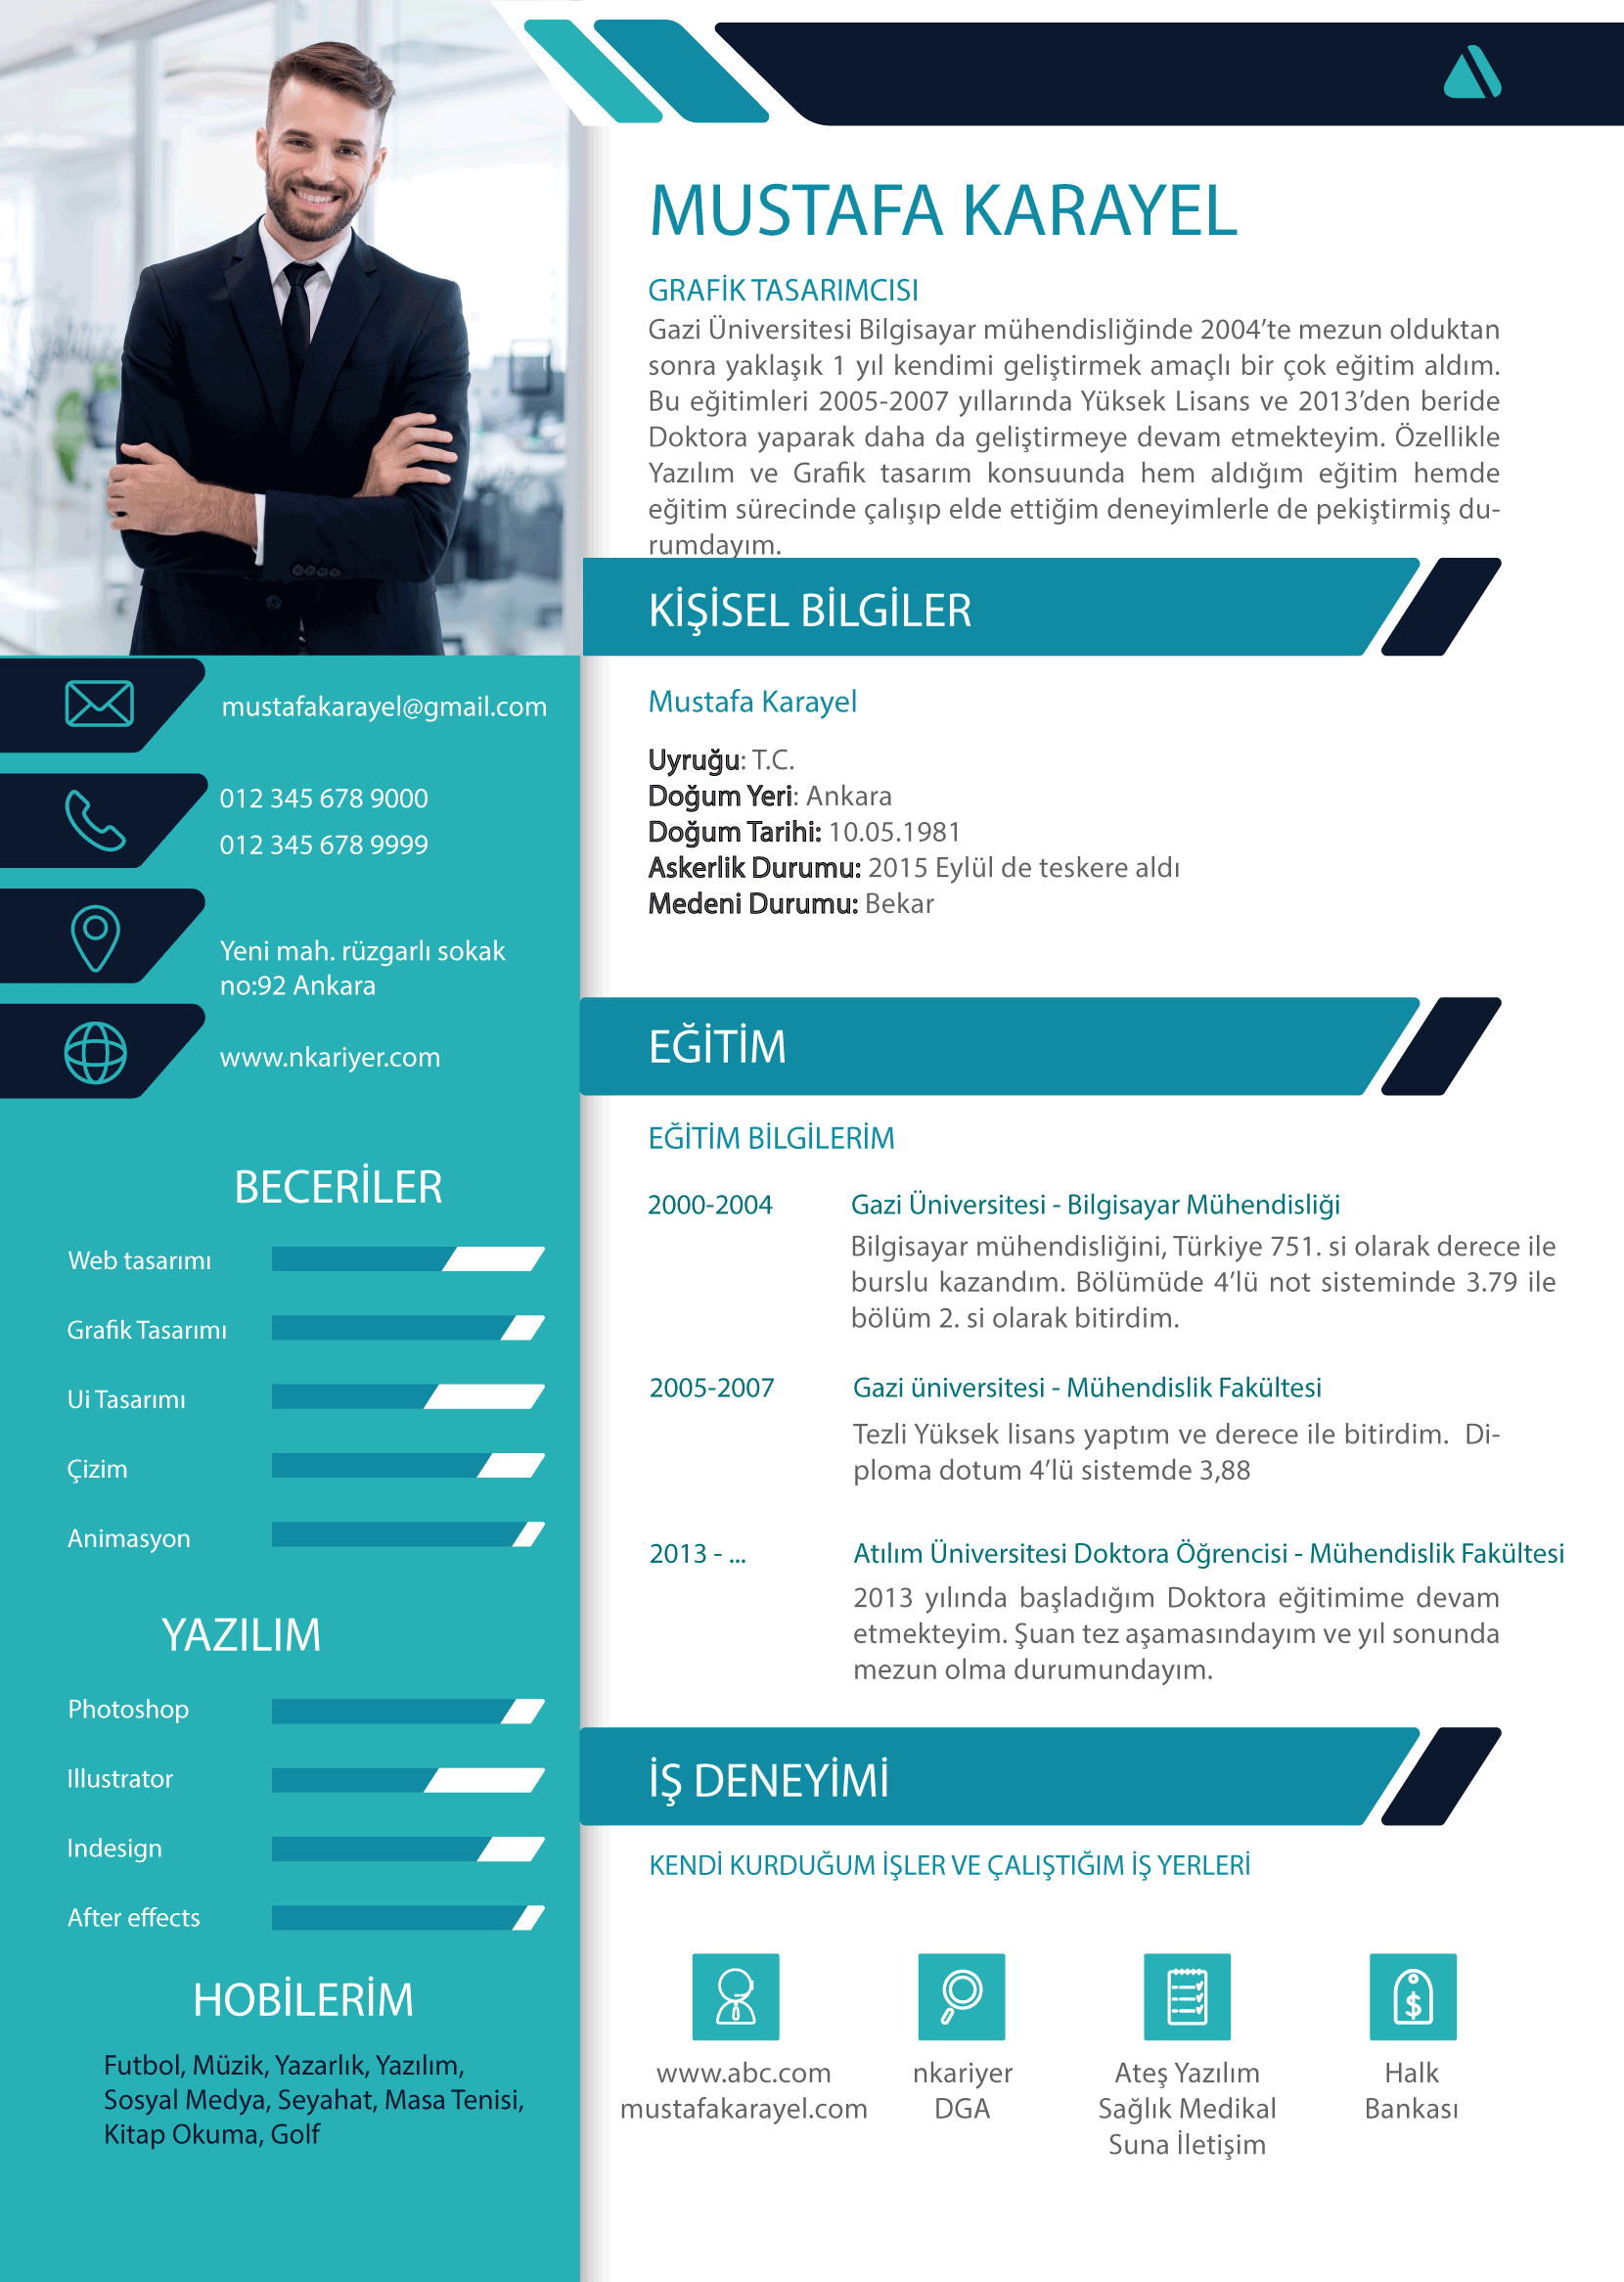 MUSTAFA KARAYEL
GRAFİK TASARIMCISI
Gazi Üniversitesi Bilgisayar mühendisliğinde 2004'te mezun olduktan
sonra yaklaşık 1 yıl kendimi geliştirmek amaçlı bir çok eğitim aldım.
Bu eğitimleri 2005-2007 yıllarında Yüksek Lisans ve 2013'den beride
Doktora yaparak daha da geliştirmeye devam etmekteyim. Özellikle
Yazılım ve Grafik tasarım konsuunda hem aldığım eğitim hemde
eğitim sürecinde çalışıp elde ettiğim deneyimlerle de pekiştirmiş du-
rumdayım.
mustafakarayel@gmail.com
012 345 678 9000
012 345 678 9999
Yeni mah. rüzgarlı sokak
no:92 Ankara
www.nkariyer.com
BECERİLER
Web tasarımı
Grafik Tasarımı
Ui Tasarımı
Çizim
Animasyon
YAZILIM
Photoshop
Illustrator
Indesign
After effects
HOBİLERİM
Futbol, Müzik, Yazarlık, Yazılım,
Sosyal Medya, Seyahat, Masa Tenisi,
Kitap Okuma, Golf
KİŞİSEL BİLGİLER
Mustafa Karayel
Uyruğu: T.C.
Doğum Yeri: Ankara
Doğum Tarihi: 10.05.1981
Askerlik Durumu: 2015 Eylül de teskere aldı
Medeni Durumu: Bekar
EĞİTİM
EĞİTİM BİLGİLERİM
2000-2004 Gazi Üniversitesi - Bilgisayar Mühendisliği
Bilgisayar mühendisliğini, Türkiye 751. si olarak derece ile
burslu kazandım. Bölümüde 4'lü not sisteminde 3.79 ile
bölüm 2. si olarak bitirdim.
2005-2007 Gazi üniversitesi - Mühendislik Fakültesi
Tezli Yüksek lisans yaptım ve derece ile bitirdim. Di-
ploma dotum 4'lü sistemde 3,88
2013 - ... Atılım Üniversitesi Doktora Öğrencisi - Mühendislik Fakültesi
2013 yılında başladığım Doktora eğitimime devam
etmekteyim. Şuan tez aşamasındayım ve yıl sonunda
mezun olma durumundayım.
İŞ DENEYİMİ
KENDİ KURDUĞUM İŞLER VE ÇALIŞTIĞIM İŞ YERLERİ
www.abc.com
mustafakarayel.com
nkariyer
DGA
Ateş Yazılım
Sağlık Medikal
Suna İletişim
Halk
Bankası